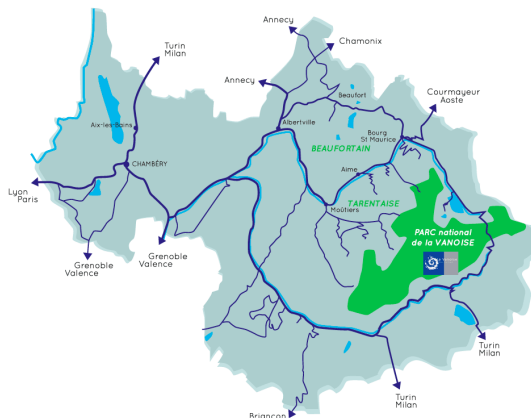 Annecy
Chamonix
Turin
Milan
Annecy
Courmayeur
Aoste
Beaufort
Aix-les-Bains
Albertville
Bourg
St Maurice
BEAUFORTAIN
CHAMBÉRY
Aime
Lyon
Paris
TARENTAISE
Moûtiers
PARC national
de la VANOISE
Grenoble
Valence
Grenoble
Valence
Turin
Milan
Turin
Milan
Briançon